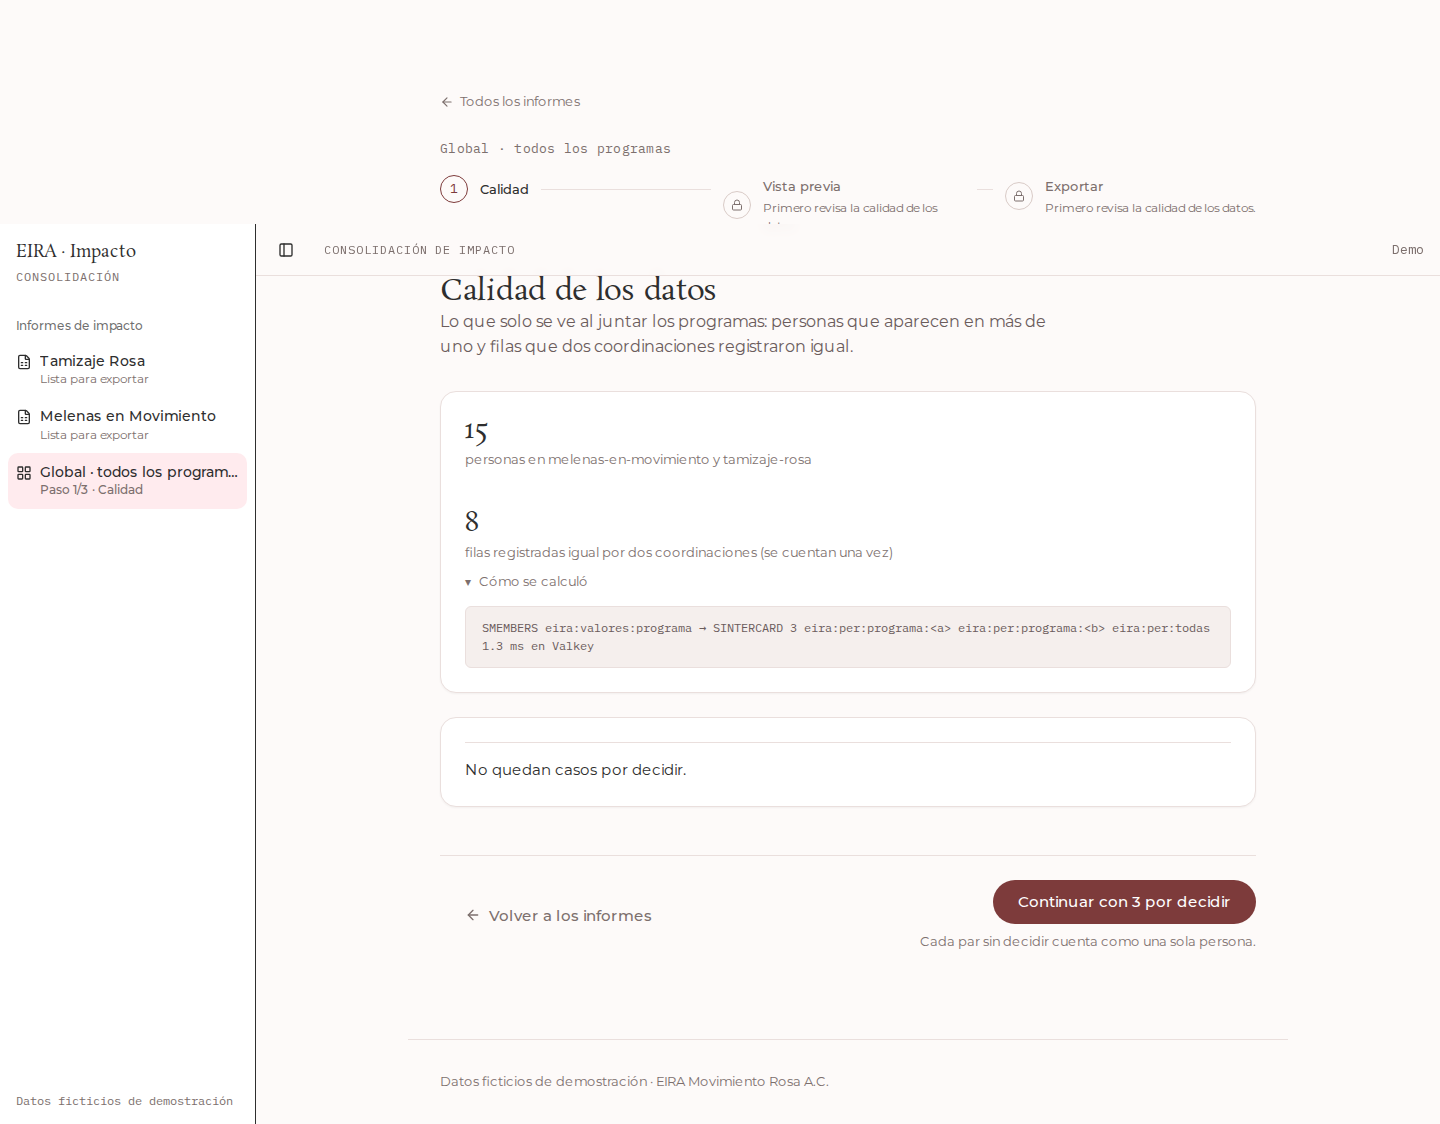 Todos los informes
Global · todos los programas
1 Calidad
Vista previa
Primero revisa la calidad de los
Exportar
Primero revisa la calidad de los datos.
EIRA · Impacto
CONSOLIDACIÓN
CONSOLIDACIÓN DE IMPACTO
Demo
Informes de impacto
Tamizaje Rosa
Lista para exportar
Melenas en Movimiento
Lista para exportar
Global · todos los program...
Paso 1/3 · Calidad
Calidad de los datos
Lo que solo se ve al juntar los programas: personas que aparecen en más de
uno y filas que dos coordinaciones registraron igual.
15
personas en melenas-en-movimiento y tamizaje-rosa
8
filas registradas igual por dos coordinaciones (se cuentan una vez)
▾ Cómo se calculó
SMEMBERS eira:valores:programa → SINTERCARD 3 eira:per:programa:<a> eira:per:programa:<b> eira:per:todas
1.3 ms en Valkey
No quedan casos por decidir.
Volver a los informes
Continuar con 3 por decidir
Cada par sin decidir cuenta como una sola persona.
Datos ficticios de demostración · EIRA Movimiento Rosa A.C.
Datos ficticios de demostración